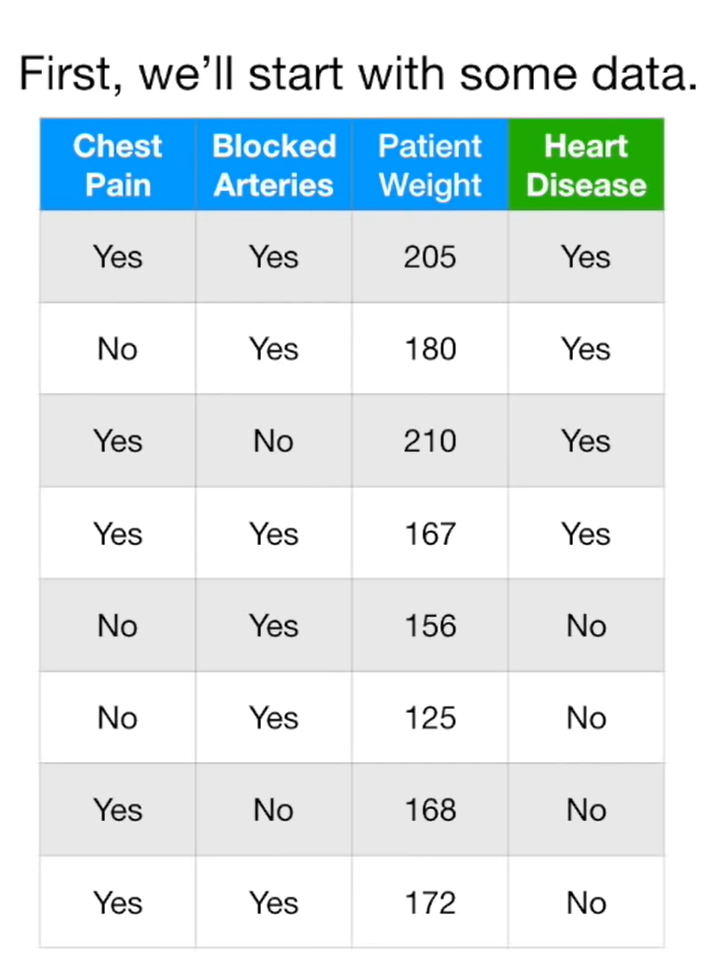 First, we'll start with some data.
Chest Pain Blocked Arteries Patient Weight Heart Disease
Yes Yes 205 Yes
No Yes 180 Yes
Yes No 210 Yes
Yes Yes 167 Yes
No Yes 156 No
No Yes 125 No
Yes No 168 No
Yes Yes 172 No